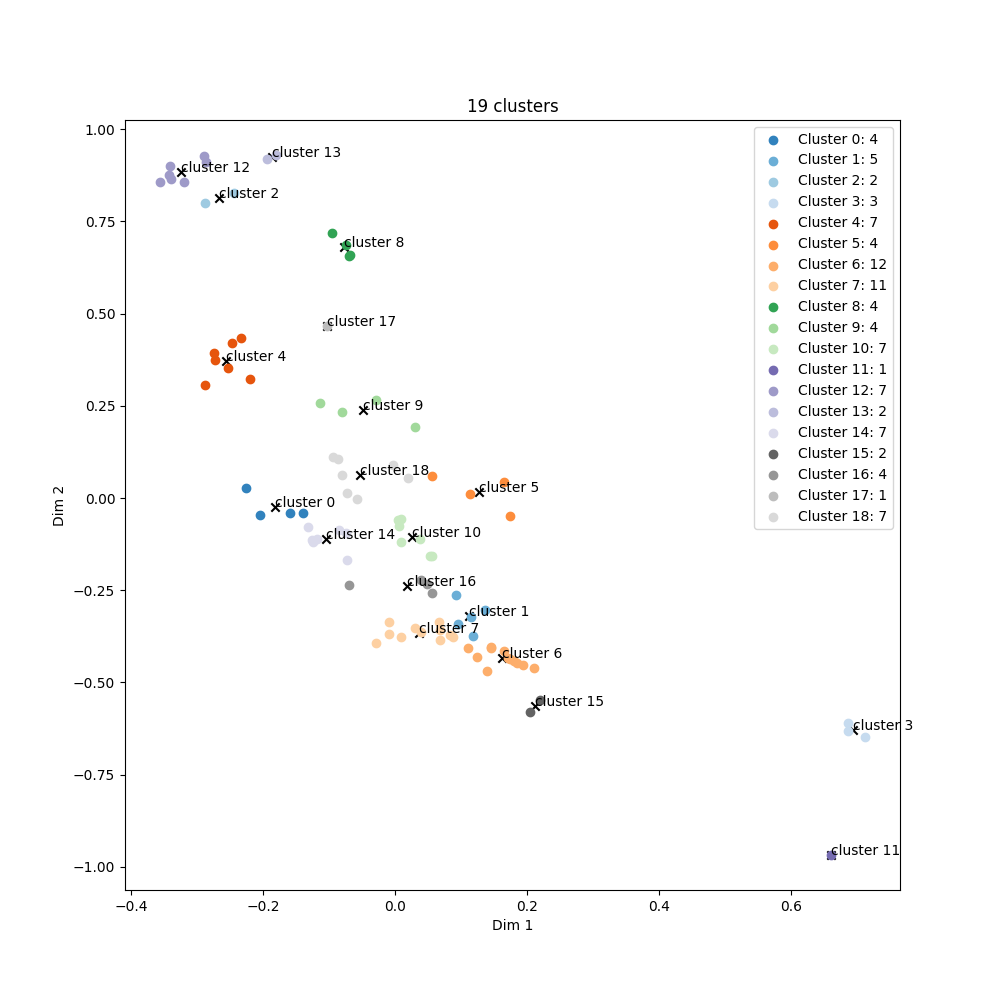 19 clusters
1.00
0.75
0.50
0.25
0.00
−0.25
−0.50
−0.75
−1.00
Dim 2
−0.4
−0.2
0.0
0.2
0.4
0.6
Dim 1
cluster 13
cluster 12
cluster 2
cluster 8
cluster 17
cluster 4
cluster 9
cluster 18
cluster 5
cluster 0
cluster 14
cluster 10
cluster 16
cluster 1
cluster 7
cluster 6
cluster 15
cluster 3
cluster 11
Cluster 0: 4
Cluster 1: 5
Cluster 2: 2
Cluster 3: 3
Cluster 4: 7
Cluster 5: 4
Cluster 6: 12
Cluster 7: 11
Cluster 8: 4
Cluster 9: 4
Cluster 10: 7
Cluster 11: 1
Cluster 12: 7
Cluster 13: 2
Cluster 14: 7
Cluster 15: 2
Cluster 16: 4
Cluster 17: 1
Cluster 18: 7